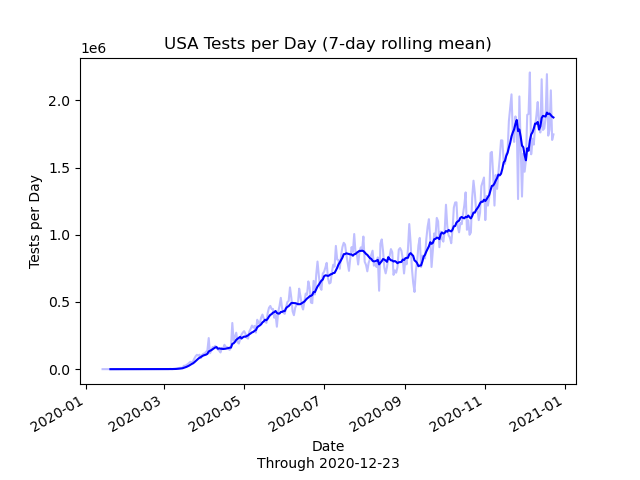 USA Tests per Day (7-day rolling mean)
1e6
2.0
1.5
1.0
0.5
0.0
Tests per Day
2020-01
2020-03
2020-05
2020-07
2020-09
2020-11
2021-01
Date
Through 2020-12-23